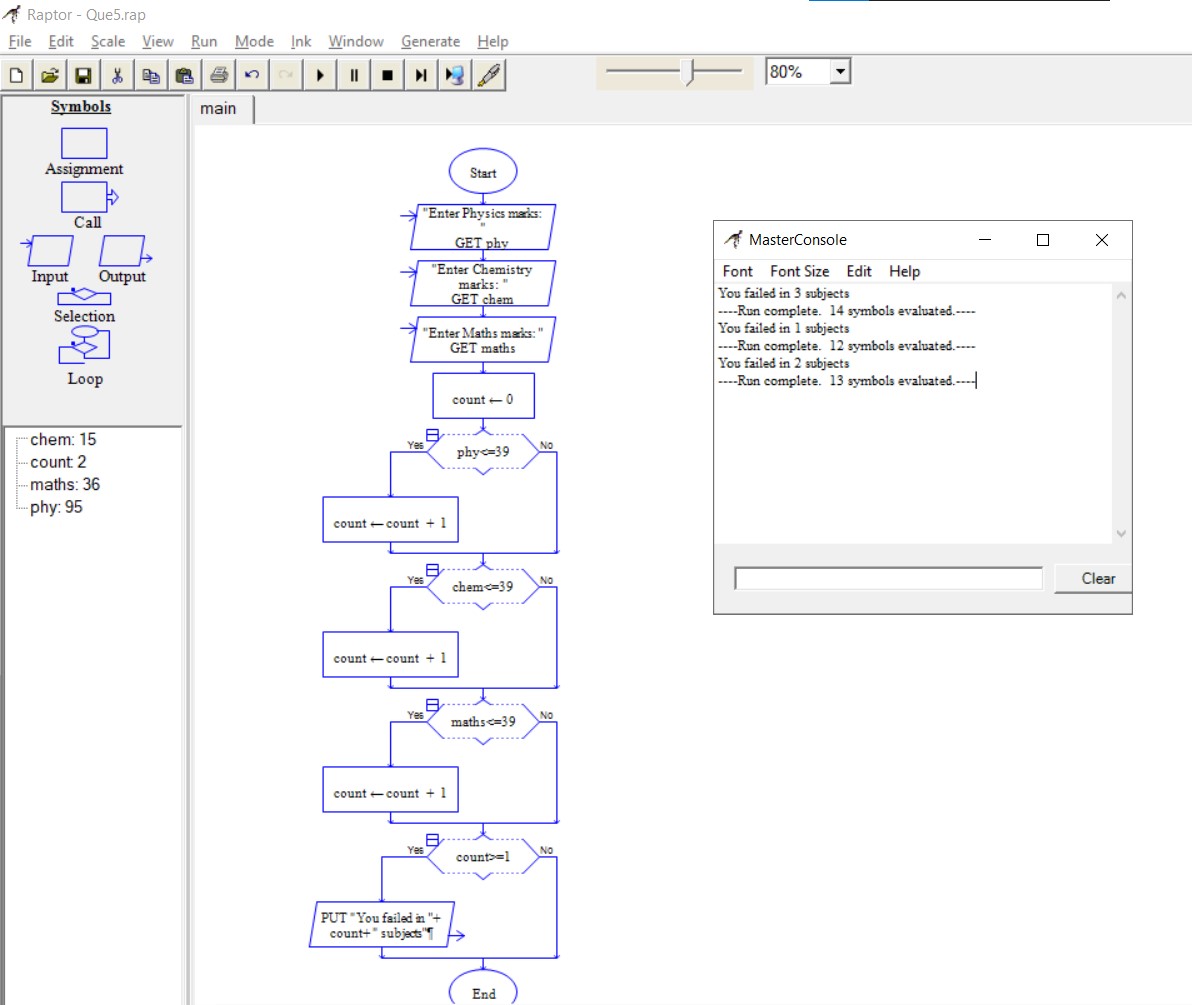 Raptor - Que5.rap
File Edit Scale View Run Mode Ink Window Generate Help
80%
Symbols
Assignment
Call
Input Output
Selection
Loop
chem: 15
count: 2
maths: 36
phy: 95
main
Start
"Enter Physics marks:
"
GET phy
"Enter Chemistry
marks: "
GET chem
"Enter Maths marks: "
GET maths
count ← 0
Yes phy<=39 No
count ← count + 1
Yes chem<=39 No
count ← count + 1
Yes maths<=39 No
count ← count + 1
Yes count>=1 No
PUT "You failed in "+
count+" subjects"¶
End
MasterConsole
Font Font Size Edit Help
You failed in 3 subjects
----Run complete.  14 symbols evaluated.----
You failed in 1 subjects
----Run complete.  12 symbols evaluated.----
You failed in 2 subjects
----Run complete.  13 symbols evaluated.----
Clear